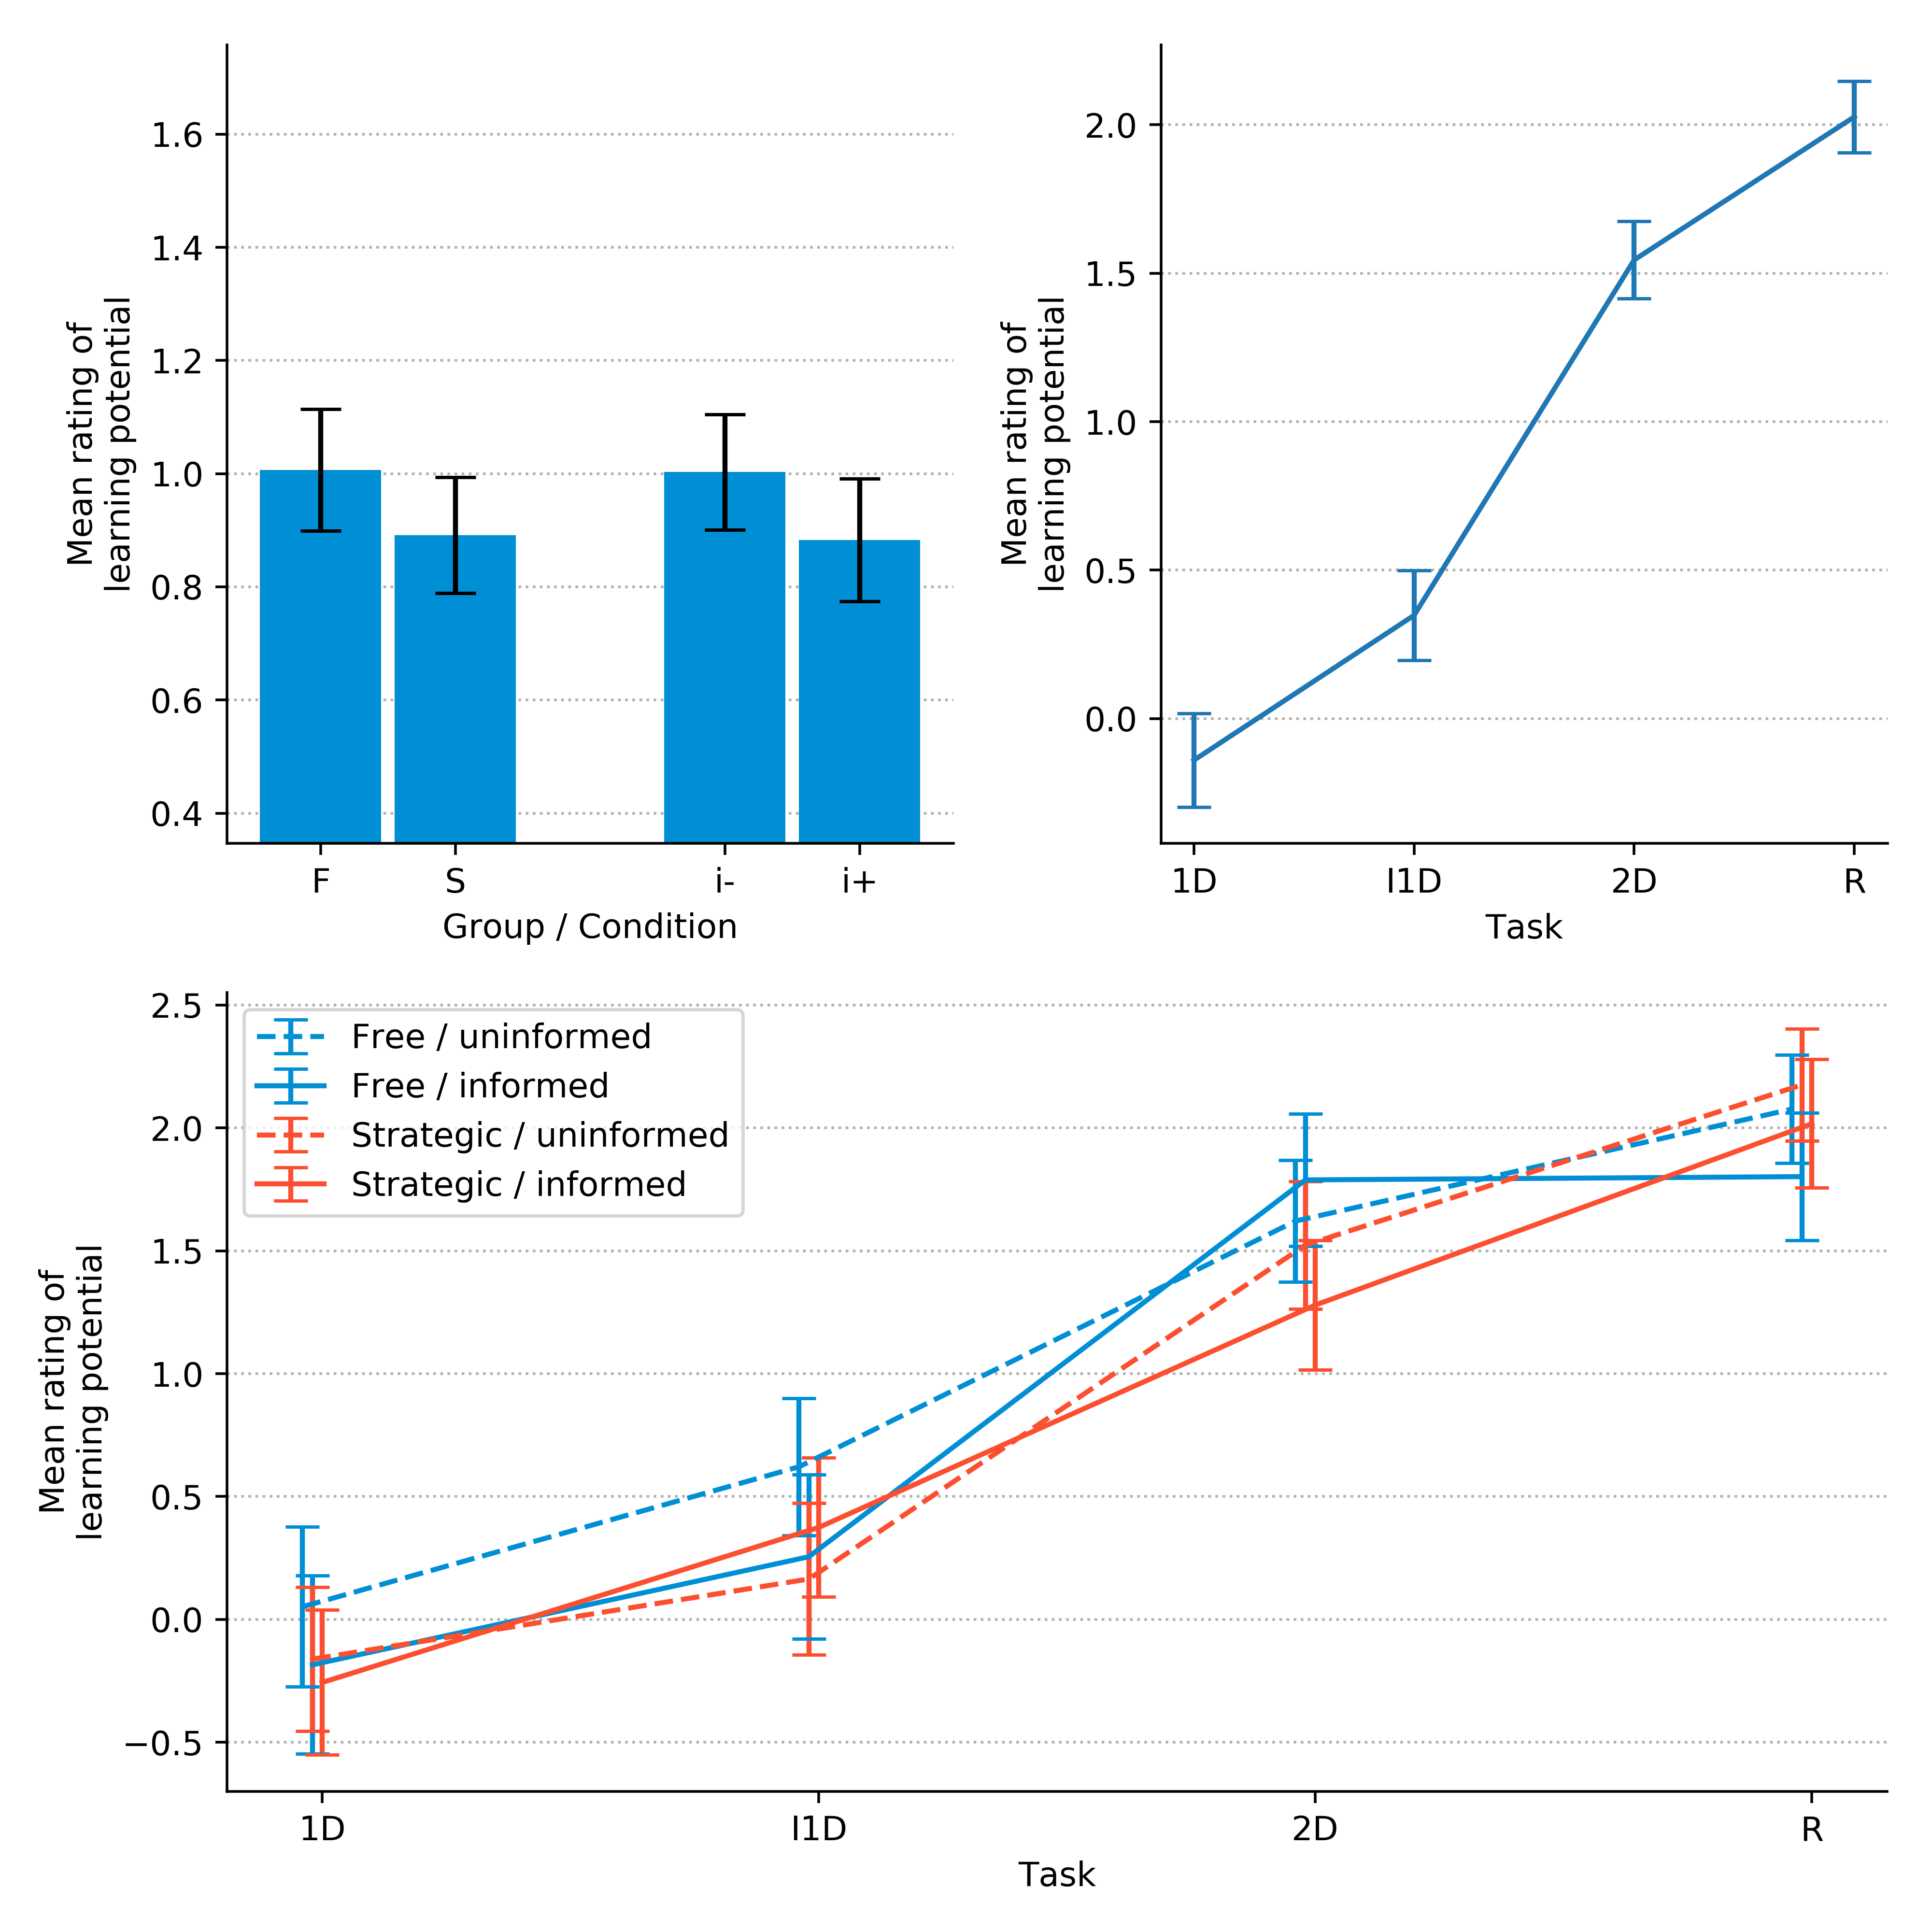 Mean rating of
learning potential
1.6
1.4
1.2
1.0
0.8
0.6
0.4
F S i- i+
Group / Condition
Mean rating of
learning potential
2.0
1.5
1.0
0.5
0.0
1D I1D 2D R
Task
Mean rating of
learning potential
2.5
2.0
1.5
1.0
0.5
0.0
−0.5
Free / uninformed
Free / informed
Strategic / uninformed
Strategic / informed
1D I1D 2D R
Task